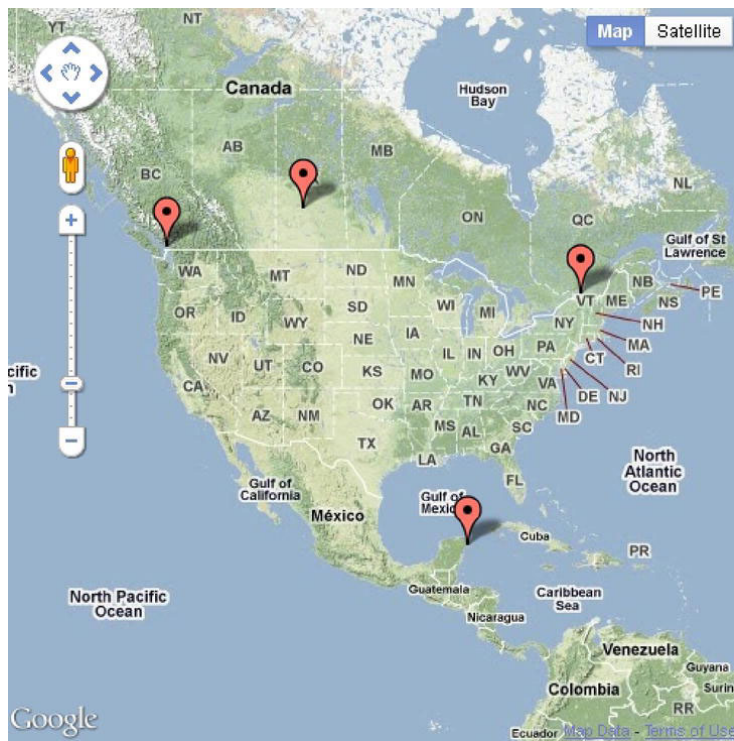 YT
NT
Map
Satellite
Canada
Hudson
Bay
AB
MB
BC
NL
ON
QC
Gulf of St
Lawrence
WA
MT
ND
MN
NB
PE
NS
VT
ME
OR
ID
SD
WI
MI
NY
NH
WY
IA
MA
NE
PA
NV
UT
CO
IL
IN
OH
CT
RI
cific
KS
MO
WV
KY
VA
CA
DE
NJ
OK
AR
TN
NC
MD
AZ
NM
MS
AL
SC
TX
GA
LA
FL
North
Atlantic
Ocean
Gulf of
California
Gulf of
México
Cuba
PR
North Pacific
Ocean
Guatemala
Caribbean
Sea
Nicaragua
Venezuela
Guyana
Colombia
Surin
RR
Google
Ecuador
Map Data - Terms of Use